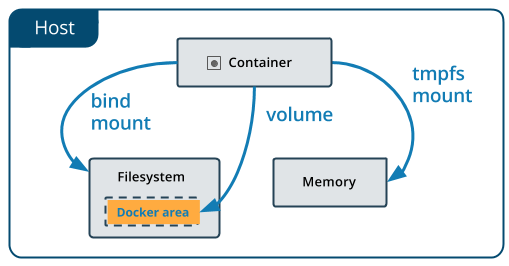 Host
Container
tmpfs
mount
bind
mount
volume
Filesystem
Memory
Docker area